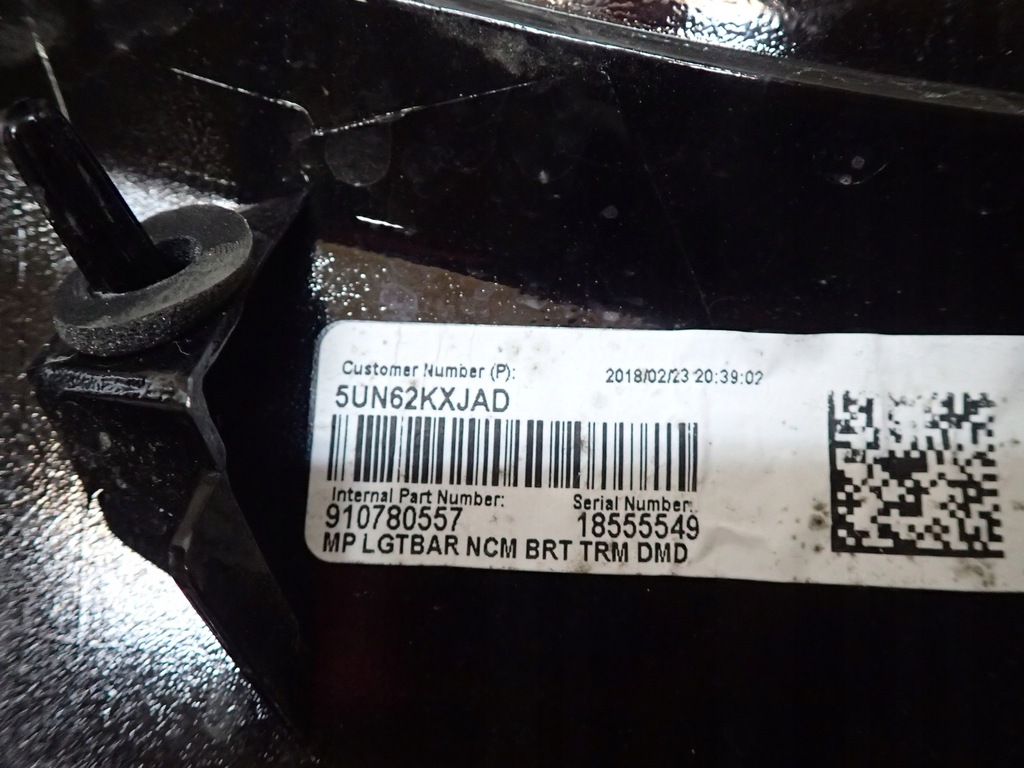 Customer Number (P): 2018/02/23 20:39:02
5UN62KXJAD
Internal Part Number: Serial Number:
910780557 18555549
MP LGTBAR NCM BRT TRM DMD